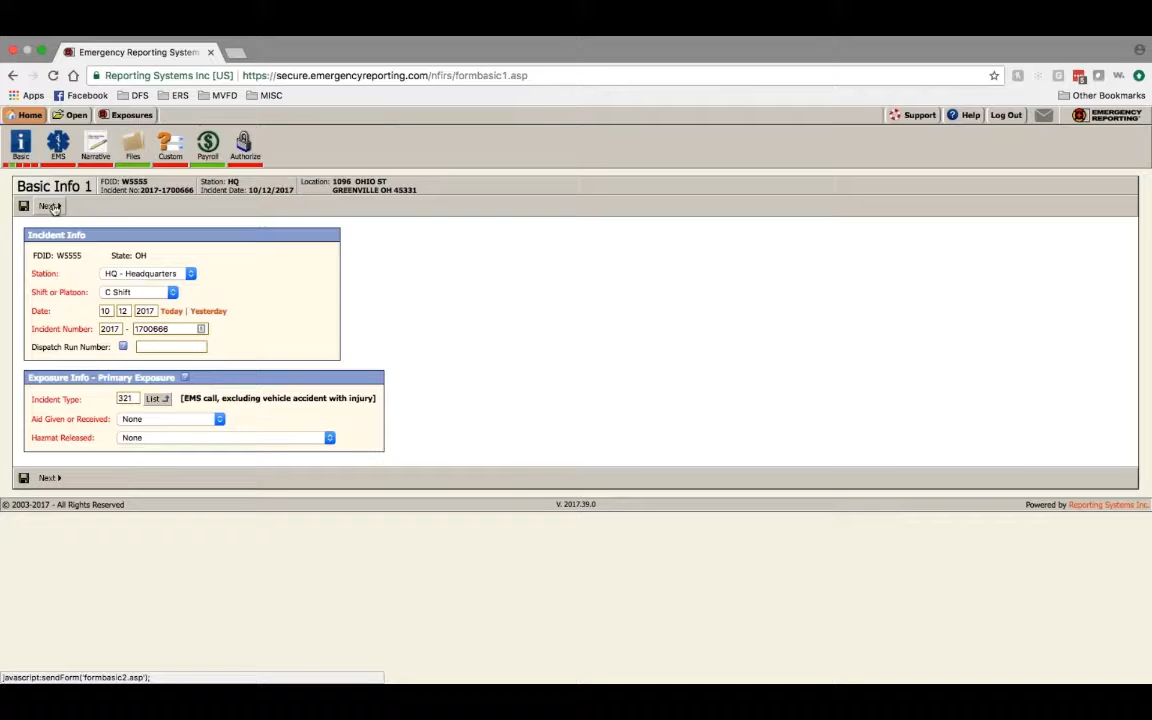 Emergency Reporting System
Reporting Systems Inc [US] https://secure.emergencyreporting.com/nfirs/formbasic1.asp
Apps Facebook DFS ERS MVFD MISC Other Bookmarks
Home Open Exposures Support Help Log Out EMERGENCY REPORTING
Basic EMS Narrative Files Custom Payroll Authorize
Basic Info 1
FDID: W5555 Station: HQ Location: 1096 OHIO ST
Incident No: 2017-1700666 Incident Date: 10/12/2017 GREENVILLE OH 45331
Next
Incident Info
FDID: W5555 State: OH
Station: HQ - Headquarters
Shift or Platoon: C Shift
Date: 10 12 2017 Today | Yesterday
Incident Number: 2017 - 1700666
Dispatch Run Number:
Exposure Info - Primary Exposure
Incident Type: 321 List [EMS call, excluding vehicle accident with injury]
Aid Given or Received: None
Hazmat Released: None
Next
© 2003-2017 - All Rights Reserved V. 2017.39.0 Powered by Reporting Systems Inc.
javascript:sendForm('formbasic2.asp');